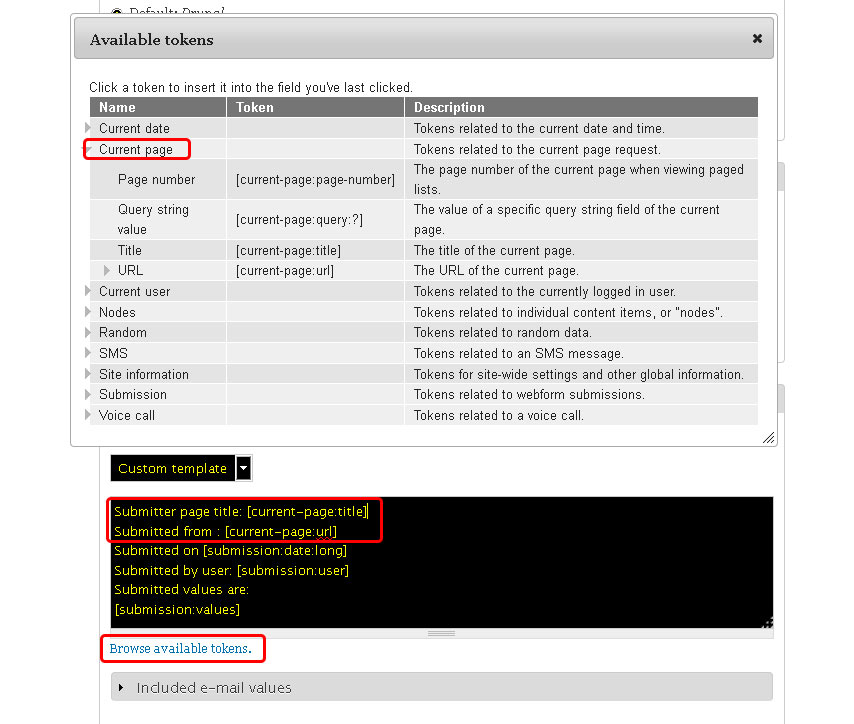 Default: Drupal
Available tokens
Click a token to insert it into the field you've last clicked.
Name Token Description
Current date Tokens related to the current date and time.
Current page Tokens related to the current page request.
Page number [current-page:page-number] The page number of the current page when viewing paged
lists.
Query string
value [current-page:query:?] The value of a specific query string field of the current
page.
Title [current-page:title] The title of the current page.
URL [current-page:url] The URL of the current page.
Current user Tokens related to the currently logged in user.
Nodes Tokens related to individual content items, or "nodes".
Random Tokens related to random data.
SMS Tokens related to an SMS message.
Site information Tokens for site-wide settings and other global information.
Submission Tokens related to webform submissions.
Voice call Tokens related to a voice call.
Custom template
Submitter page title: [current-page:title]
Submitted from : [current-page:url]
Submitted on [submission:date:long]
Submitted by user: [submission:user]
Submitted values are:
[submission:values]
Browse available tokens.
Included e-mail values